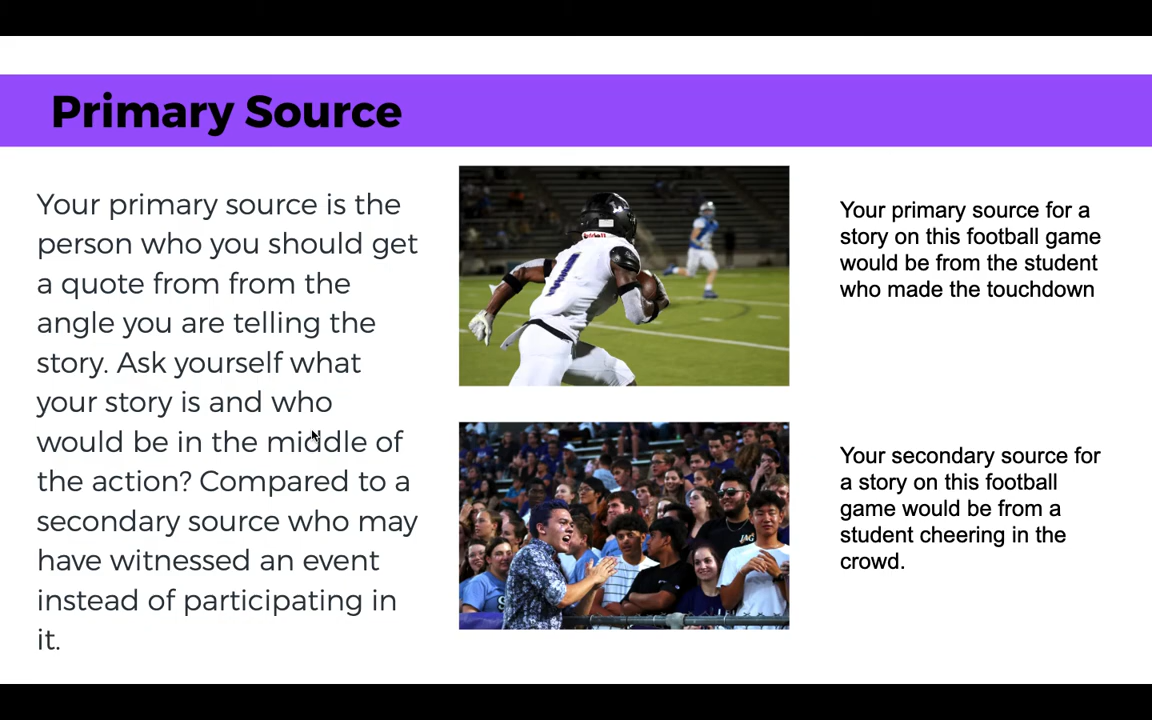 Primary Source
Your primary source is the
person who you should get
a quote from from the
angle you are telling the
story. Ask yourself what
your story is and who
would be in the middle of
the action? Compared to a
secondary source who may
have witnessed an event
instead of participating in
it.
1
Your primary source for a
story on this football game
would be from the student
who made the touchdown
JAG
Your secondary source for
a story on this football
game would be from a
student cheering in the
crowd.